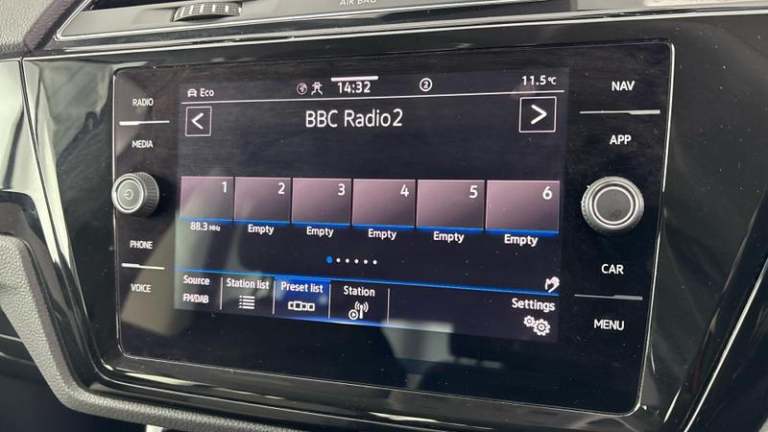 AIR BAG
RADIO
MEDIA
PHONE
VOICE
Eco
14:32
2
11.5°C
< BBC Radio2 >
1 2 3 4 5 6
88.3 MHz Empty Empty Empty Empty Empty
Source Station list Preset list Station Settings
FM/DAB
NAV
APP
CAR
MENU